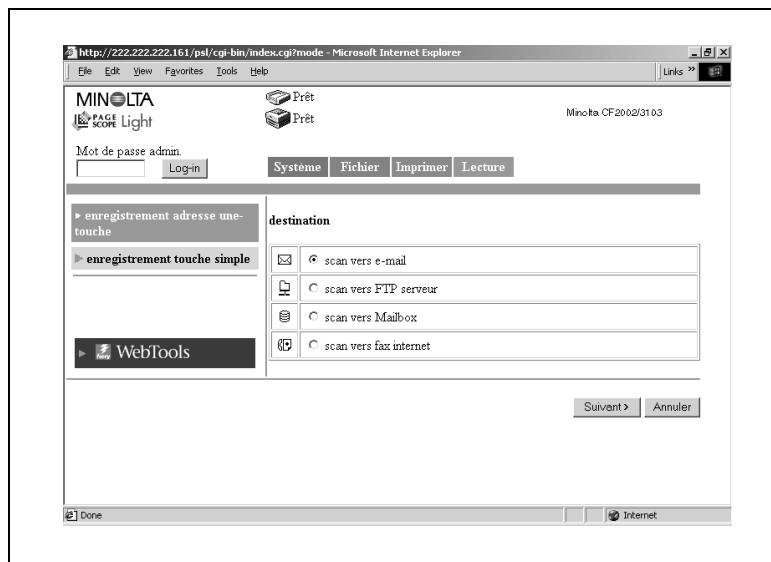 http://222.222.222.161/psl/cgi-bin/index.cgi?mode - Microsoft Internet Explorer
File Edit View Favorites Tools Help
Links »
MINOLTA
PAGE SCOPE Light
Prêt
Prêt
Minolta CF2002/3103
Mot de passe admin.
Log-in
Système Fichier Imprimer Lecture
enregistrement adresse une-
touche
enregistrement touche simple
WebTools
destination
scan vers e-mail
scan vers FTP serveur
scan vers Mailbox
scan vers fax internet
Suivant > Annuler
Done
Internet